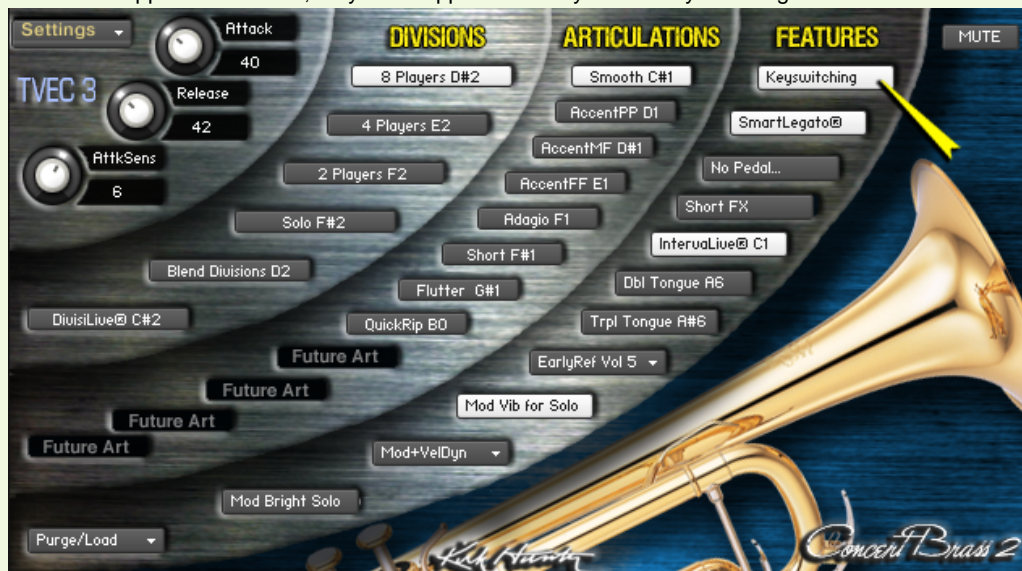 Settings
Attack
40
TVEC 3
Release
42
AttkSens
6
DIVISIONS
8 Players D#2
4 Players E2
2 Players F2
Solo F#2
Blend Divisions D2
DivisiLive® C#2
ARTICULATIONS
Smooth C#1
AccentPP D1
AccentMF D#1
AccentFF E1
Adagio F1
Short F#1
Flutter G#1
QuickRip B0
Future Art
Future Art
Future Art
Future Art
FEATURES
Keyswitching
SmartLegato®
No Pedal...
Short FX
IntervaLive® C1
Dbl Tongue A6
Trpl Tongue A#6
EarlyRef Vol 5
Mod Vib for Solo
Mod+VelDyn
Mod Bright Solo
Purge/Load
MUTE
Kirk Hunter
Concert Brass 2